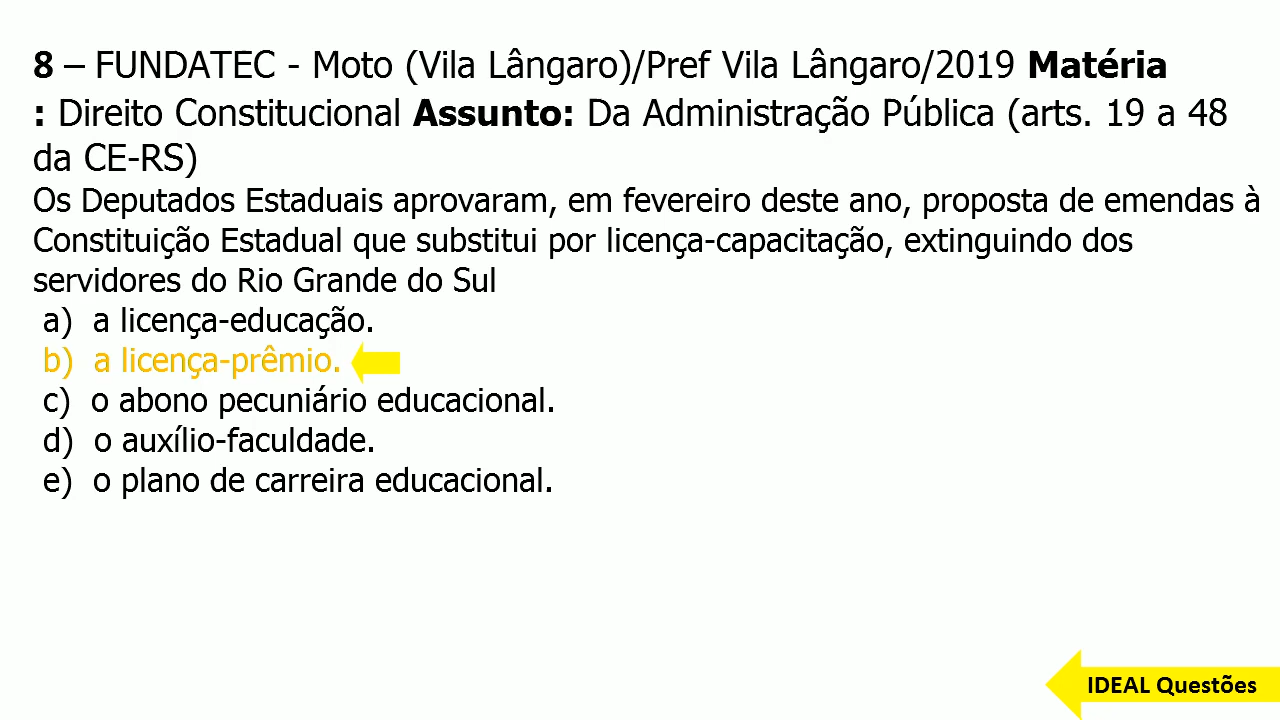 8 – FUNDATEC - Moto (Vila Lângaro)/Pref Vila Lângaro/2019 Matéria
: Direito Constitucional Assunto: Da Administração Pública (arts. 19 a 48
da CE-RS)
Os Deputados Estaduais aprovaram, em fevereiro deste ano, proposta de emendas à
Constituição Estadual que substitui por licença-capacitação, extinguindo dos
servidores do Rio Grande do Sul
a) a licença-educação.
b) a licença-prêmio.
c) o abono pecuniário educacional.
d) o auxílio-faculdade.
e) o plano de carreira educacional.
IDEAL Questões